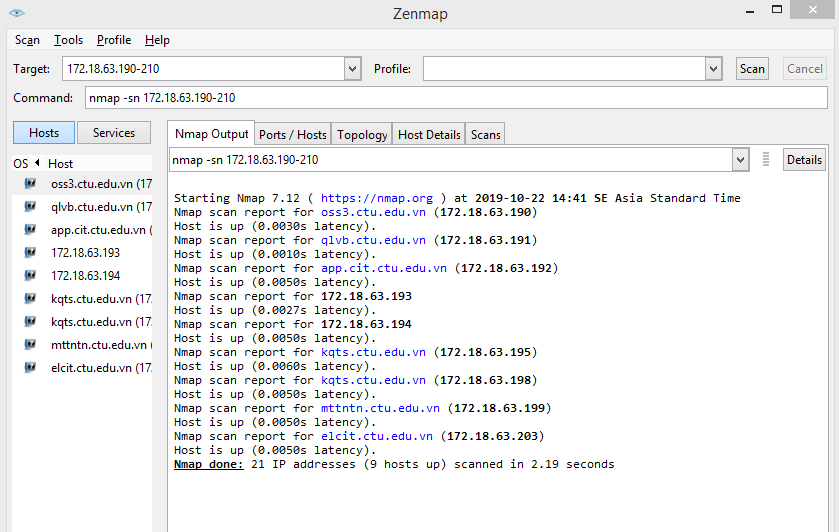 Zenmap
Scan Tools Profile Help
Target: 172.18.63.190-210 Profile: Scan Cancel
Command: nmap -sn 172.18.63.190-210
Hosts Services
OS Host
oss3.ctu.edu.vn (17
qlvb.ctu.edu.vn (17
app.cit.ctu.edu.vn (
172.18.63.193
172.18.63.194
kqts.ctu.edu.vn (17
kqts.ctu.edu.vn (17
mttntn.ctu.edu.vn
elcit.ctu.edu.vn (17
Nmap Output Ports / Hosts Topology Host Details Scans
nmap -sn 172.18.63.190-210 Details
Starting Nmap 7.12 ( https://nmap.org ) at 2019-10-22 14:41 SE Asia Standard Time
Nmap scan report for oss3.ctu.edu.vn (172.18.63.190)
Host is up (0.0030s latency).
Nmap scan report for qlvb.ctu.edu.vn (172.18.63.191)
Host is up (0.0010s latency).
Nmap scan report for app.cit.ctu.edu.vn (172.18.63.192)
Host is up (0.0050s latency).
Nmap scan report for 172.18.63.193
Host is up (0.0027s latency).
Nmap scan report for 172.18.63.194
Host is up (0.0050s latency).
Nmap scan report for kqts.ctu.edu.vn (172.18.63.195)
Host is up (0.0060s latency).
Nmap scan report for kqts.ctu.edu.vn (172.18.63.198)
Host is up (0.0050s latency).
Nmap scan report for mttntn.ctu.edu.vn (172.18.63.199)
Host is up (0.0050s latency).
Nmap scan report for elcit.ctu.edu.vn (172.18.63.203)
Host is up (0.0050s latency).
Nmap done: 21 IP addresses (9 hosts up) scanned in 2.19 seconds